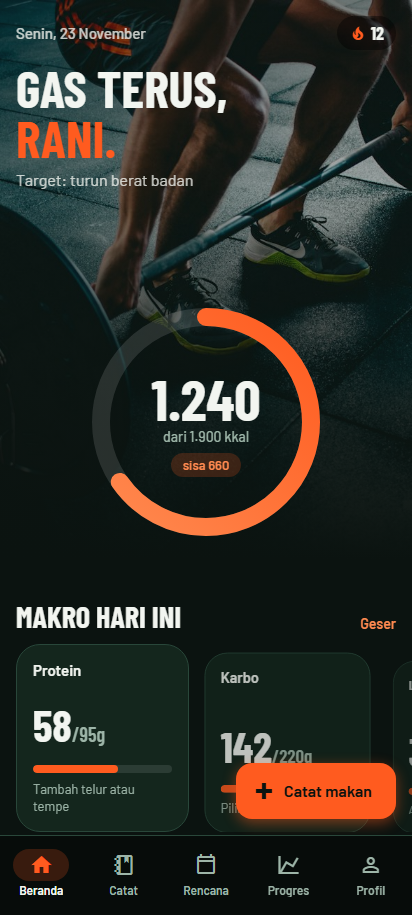 Senin, 23 November
12
GAS TERUS,
RANI.
Target: turun berat badan
1.240
dari 1.900 kkal
sisa 660
MAKRO HARI INI
Geser
Protein
58/95g
Tambah telur atau
tempe
Karbo
142/220g
Catat makan
Beranda
Catat
Rencana
Progres
Profil